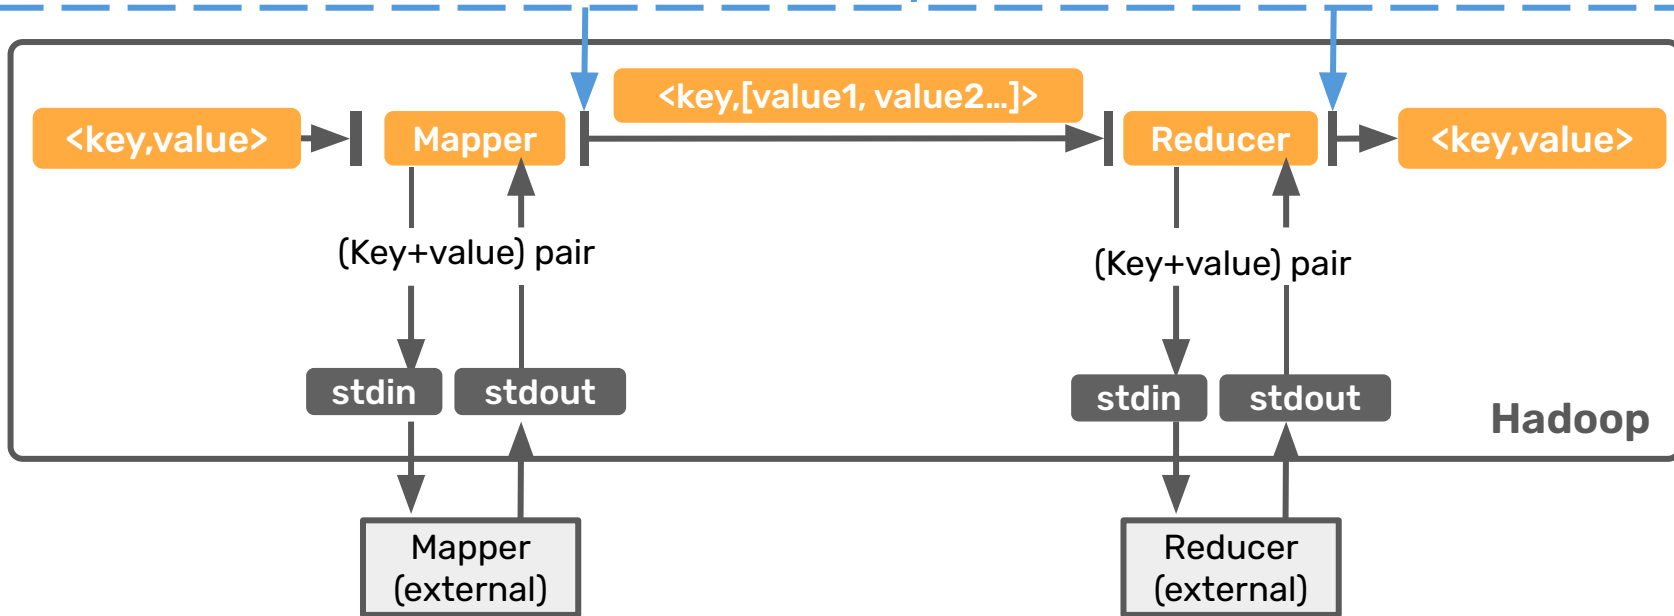 <key,[value1, value2...]>
<key,value>
Mapper
Reducer
<key,value>
(Key+value) pair
(Key+value) pair
stdin
stdout
stdin
stdout
Hadoop
Mapper
(external)
Reducer
(external)